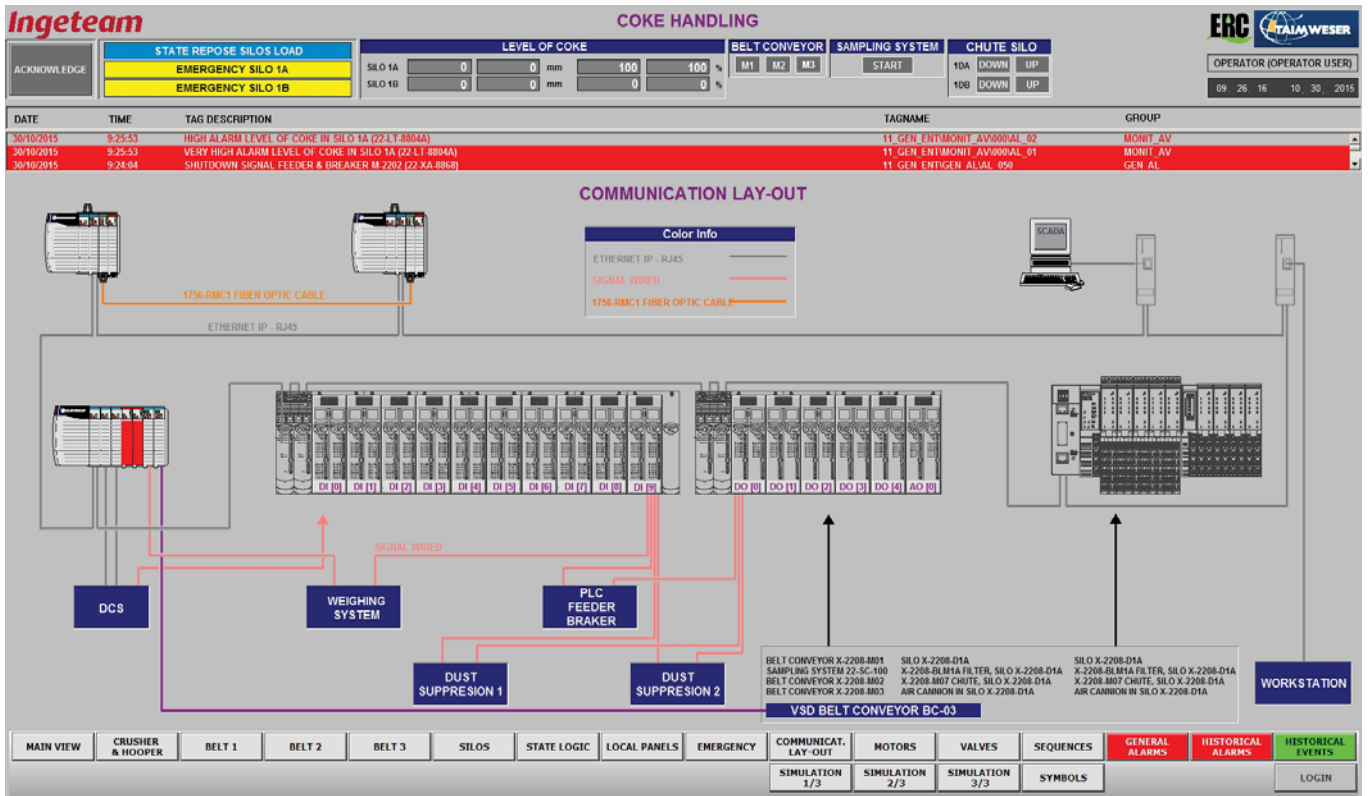 Ingeteam
COKE HANDLING
ERC TAIM WESER
ACKNOWLEDGE
STATE REPOSE SILOS LOAD
EMERGENCY SILO 1A
EMERGENCY SILO 1B
LEVEL OF COKE
SILO 1A 0 0 mm 100 100 %
SILO 1B 0 0 mm 0 0 %
BELT CONVEYOR
M1 M2 M3
SAMPLING SYSTEM
START
CHUTE SILO
1DA DOWN UP
1DB DOWN UP
OPERATOR (OPERATOR USER)
09 26 16 10 30 2015
DATE TIME TAG DESCRIPTION TAGNAME GROUP
30/10/2015 9:25:53 HIGH ALARM LEVEL OF COKE IN SILO 1A (22-LT-8804A) 11_GEN_ENT\MONIT_AV\000\AL_02 MONIT_AV
30/10/2015 9:25:53 VERY HIGH ALARM LEVEL OF COKE IN SILO 1A (22-LT-8804A) 11_GEN_ENT\MONIT_AV\000\AL_01 MONIT_AV
30/10/2015 9:24:04 SHUTDOWN SIGNAL FEEDER & BREAKER M-2202 (22-XA-8868) 11_GEN_ENT\GEN_AL\AL_050 GEN_AL
COMMUNICATION LAY-OUT
Color Info
ETHERNET IP - RJ45
SIGNAL WIRED
1756-RMC1 FIBER OPTIC CABLE
SCADA
1756-RMC1 FIBER OPTIC CABLE
ETHERNET IP - RJ45
DI [0] DI [1] DI [2] DI [3] DI [4] DI [5] DI [6] DI [7] DI [8] DI [9]
DO [0] DO [1] DO [2] DO [3] DO [4] AO [0]
SIGNAL WIRED
DCS
WEIGHING
SYSTEM
PLC
FEEDER
BRAKER
DUST
SUPPRESION 1
DUST
SUPPRESION 2
BELT CONVEYOR X-2208-M01 SILO X-2208-D1A SILO X-2208-D1A
SAMPLING SYSTEM 22-SC-100 X-2208-BLM1A FILTER, SILO X-2208-D1A X-2208-BLM1A FILTER, SILO X-2208-D1A
BELT CONVEYOR X-2208-M02 X-2208-M07 CHUTE, SILO X-2208-D1A X-2208-M07 CHUTE, SILO X-2208-D1A
BELT CONVEYOR X-2208-M03 AIR CANNION IN SILO X-2208-D1A AIR CANNION IN SILO X-2208-D1A
VSD BELT CONVEYOR BC-03
WORKSTATION
MAIN VIEW
CRUSHER
& HOOPER
BELT 1
BELT 2
BELT 3
SILOS
STATE LOGIC
LOCAL PANELS
EMERGENCY
COMMUNICAT.
LAY-OUT
MOTORS
VALVES
SEQUENCES
GENERAL
ALARMS
HISTORICAL
ALARMS
HISTORICAL
EVENTS
SIMULATION
1/3
SIMULATION
2/3
SIMULATION
3/3
SYMBOLS
LOGIN